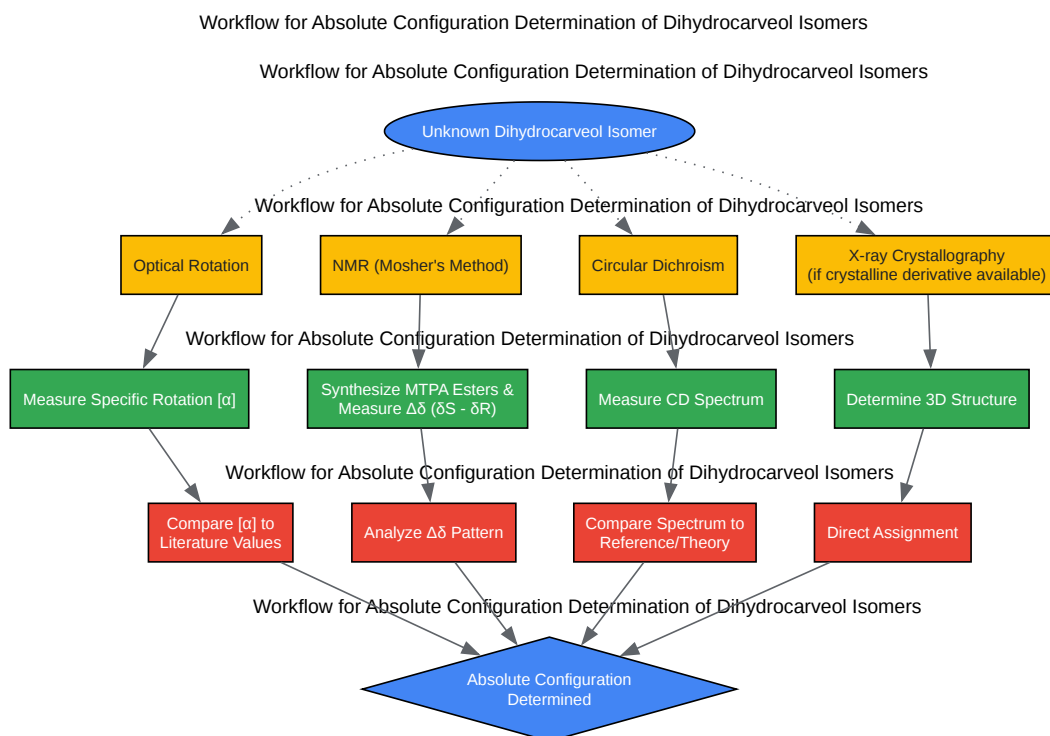 Workflow for Absolute Configuration Determination of Dihydrocarveol Isomers
Workflow for Absolute Configuration Determination of Dihydrocarveol Isomers
Unknown Dihydrocarveol Isomer
Workflow for Absolute Configuration Determination of Dihydrocarveol Isomers
Optical Rotation
NMR (Mosher's Method)
Circular Dichroism
X-ray Crystallography
(if crystalline derivative available)
Workflow for Absolute Configuration Determination of Dihydrocarveol Isomers
Measure Specific Rotation [α]
Synthesize MTPA Esters &
Measure Δδ (δS - δR)
Measure CD Spectrum
Determine 3D Structure
Workflow for Absolute Configuration Determination of Dihydrocarveol Isomers
Compare [α] to
Literature Values
Analyze Δδ Pattern
Compare Spectrum to
Reference/Theory
Direct Assignment
Workflow for Absolute Configuration Determination of Dihydrocarveol Isomers
Absolute Configuration
Determined